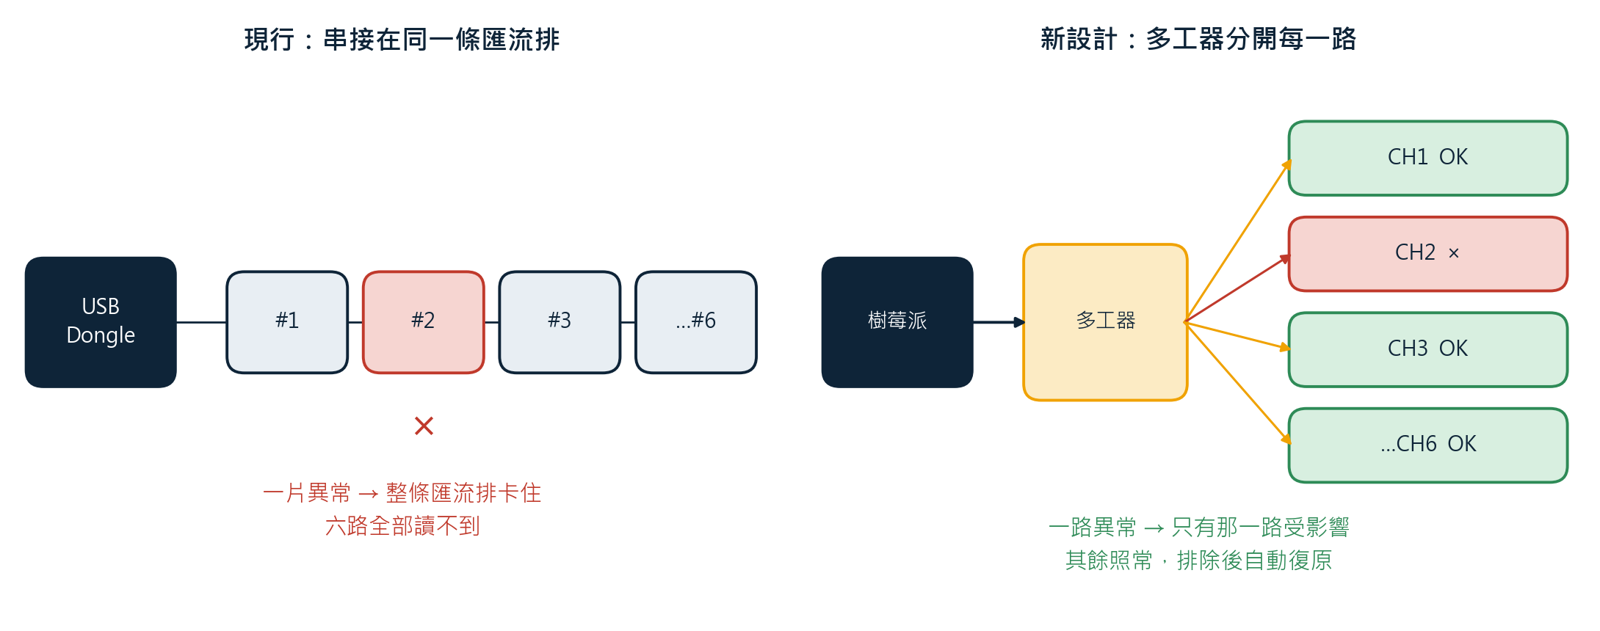 現行：串接在同一條匯流排
USB
Dongle
#1
#2
#3
...#6
×
一片異常 → 整條匯流排卡住
六路全部讀不到
新設計：多工器分開每一路
樹莓派
多工器
CH1 OK
CH2 ×
CH3 OK
...CH6 OK
一路異常 → 只有那一路受影響
其餘照常．排除後自動復原